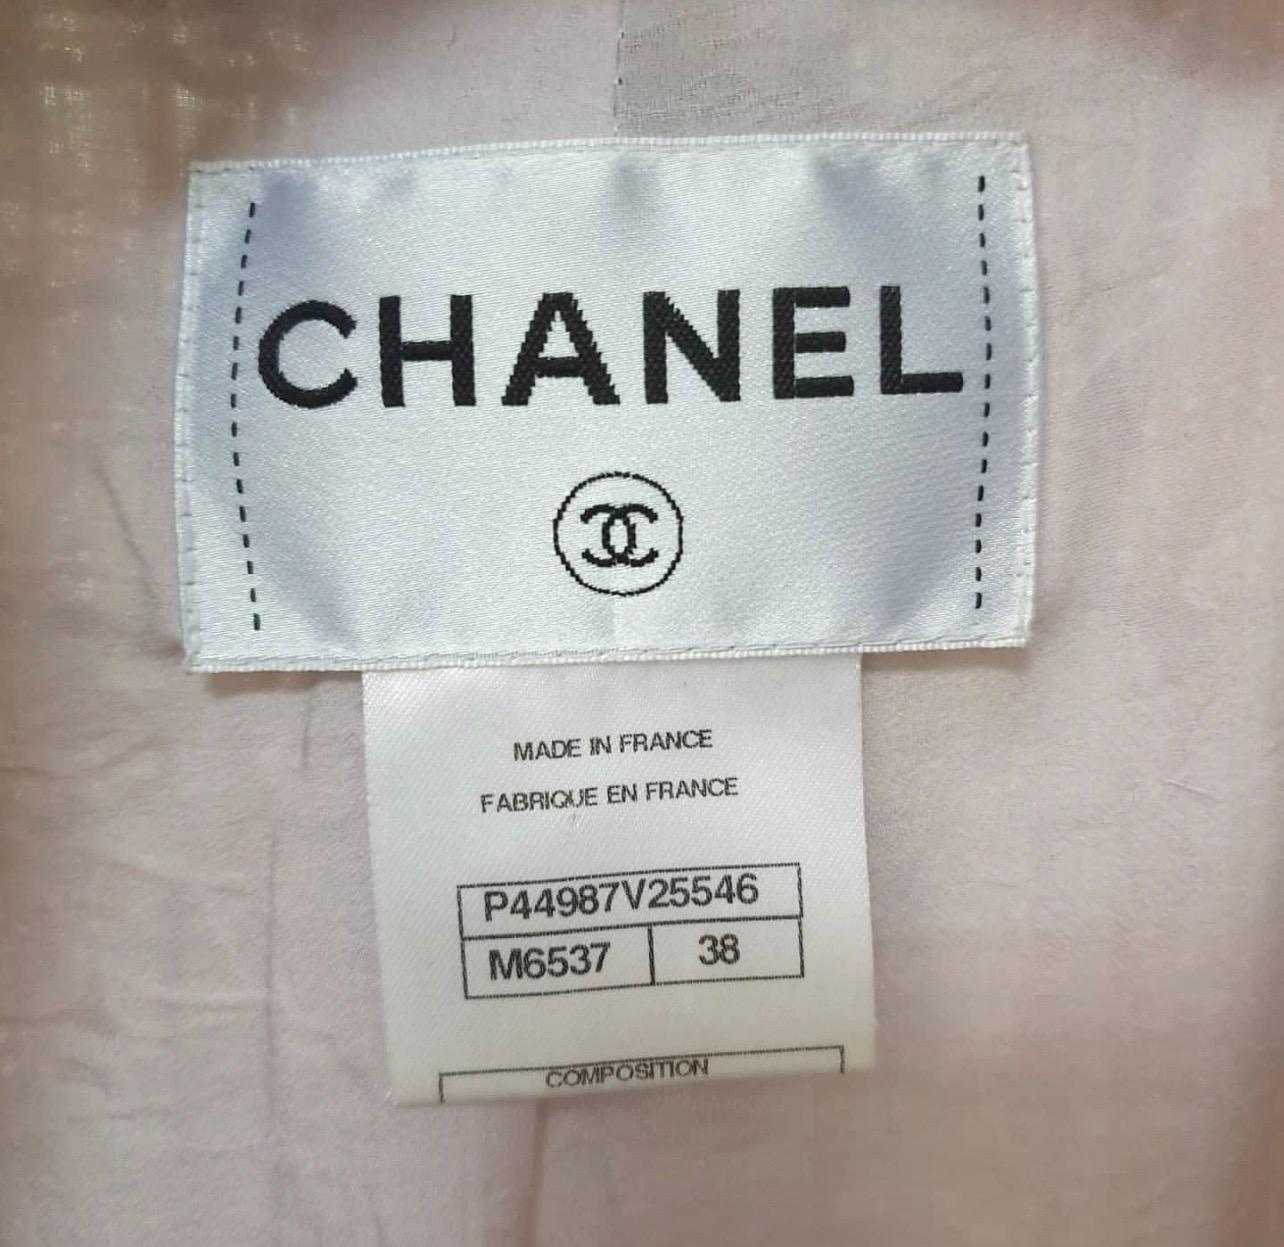 CHANEL
MADE IN FRANCE
FABRIQUE EN FRANCE
P44987V25546
M6537 38
COMPOSITION